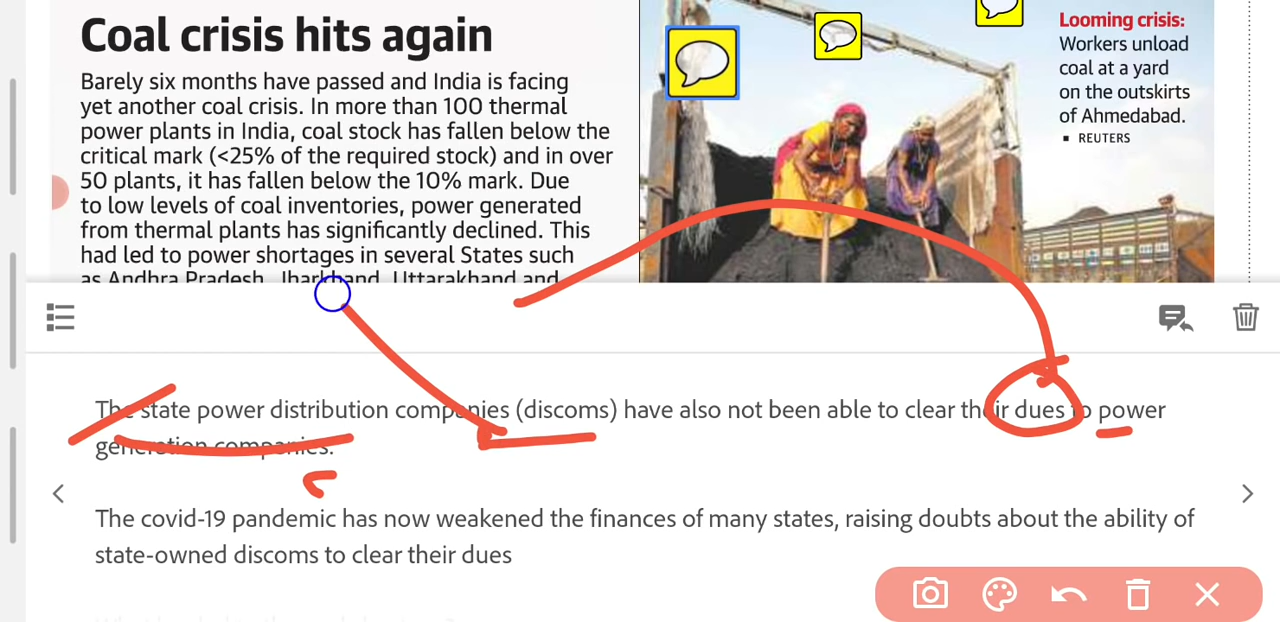 Coal crisis hits again
Barely six months have passed and India is facing
yet another coal crisis. In more than 100 thermal
power plants in India, coal stock has fallen below the
critical mark (<25% of the required stock) and in over
50 plants, it has fallen below the 10% mark. Due
to low levels of coal inventories, power generated
from thermal plants has significantly declined. This
had led to power shortages in several States such
as Andhra Pradesh, Jharkhand, Uttarakhand and
Looming crisis:
Workers unload
coal at a yard
on the outskirts
of Ahmedabad.
▪ REUTERS
The state power distribution companies (discoms) have also not been able to clear their dues to power
generation companies.
The covid-19 pandemic has now weakened the finances of many states, raising doubts about the ability of
state-owned discoms to clear their dues